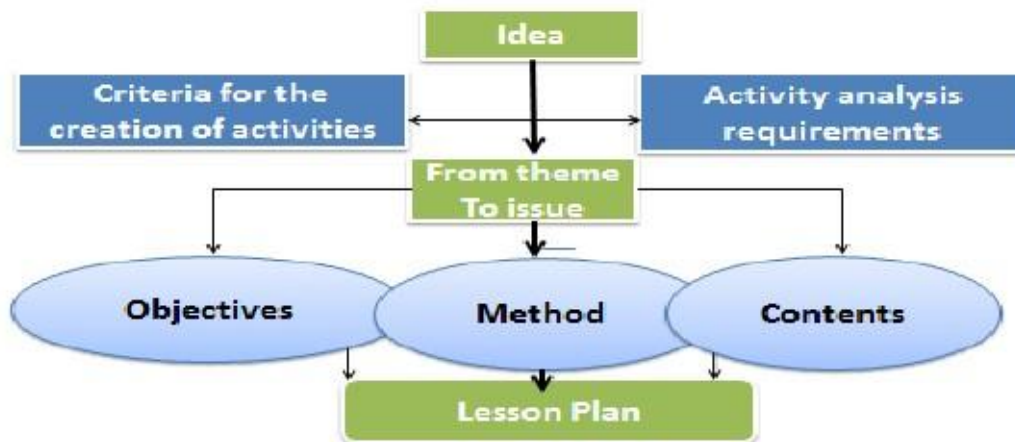 Idea
Criteria for the
creation of activities
Activity analysis
requirements
From theme
To issue
Objectives
Method
Contents
Lesson Plan